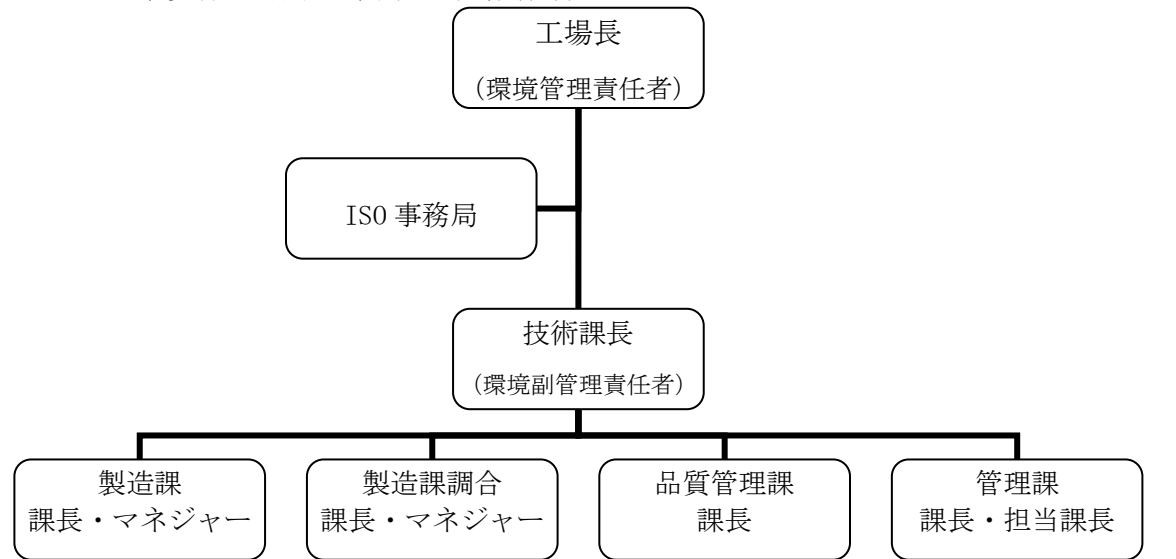 工場長
（環境管理責任者）
ISO 事務局
技術課長
（環境副管理責任者）
製造課
課長・マネジャー
製造課調合
課長・マネジャー
品質管理課
課長
管理課
課長・担当課長